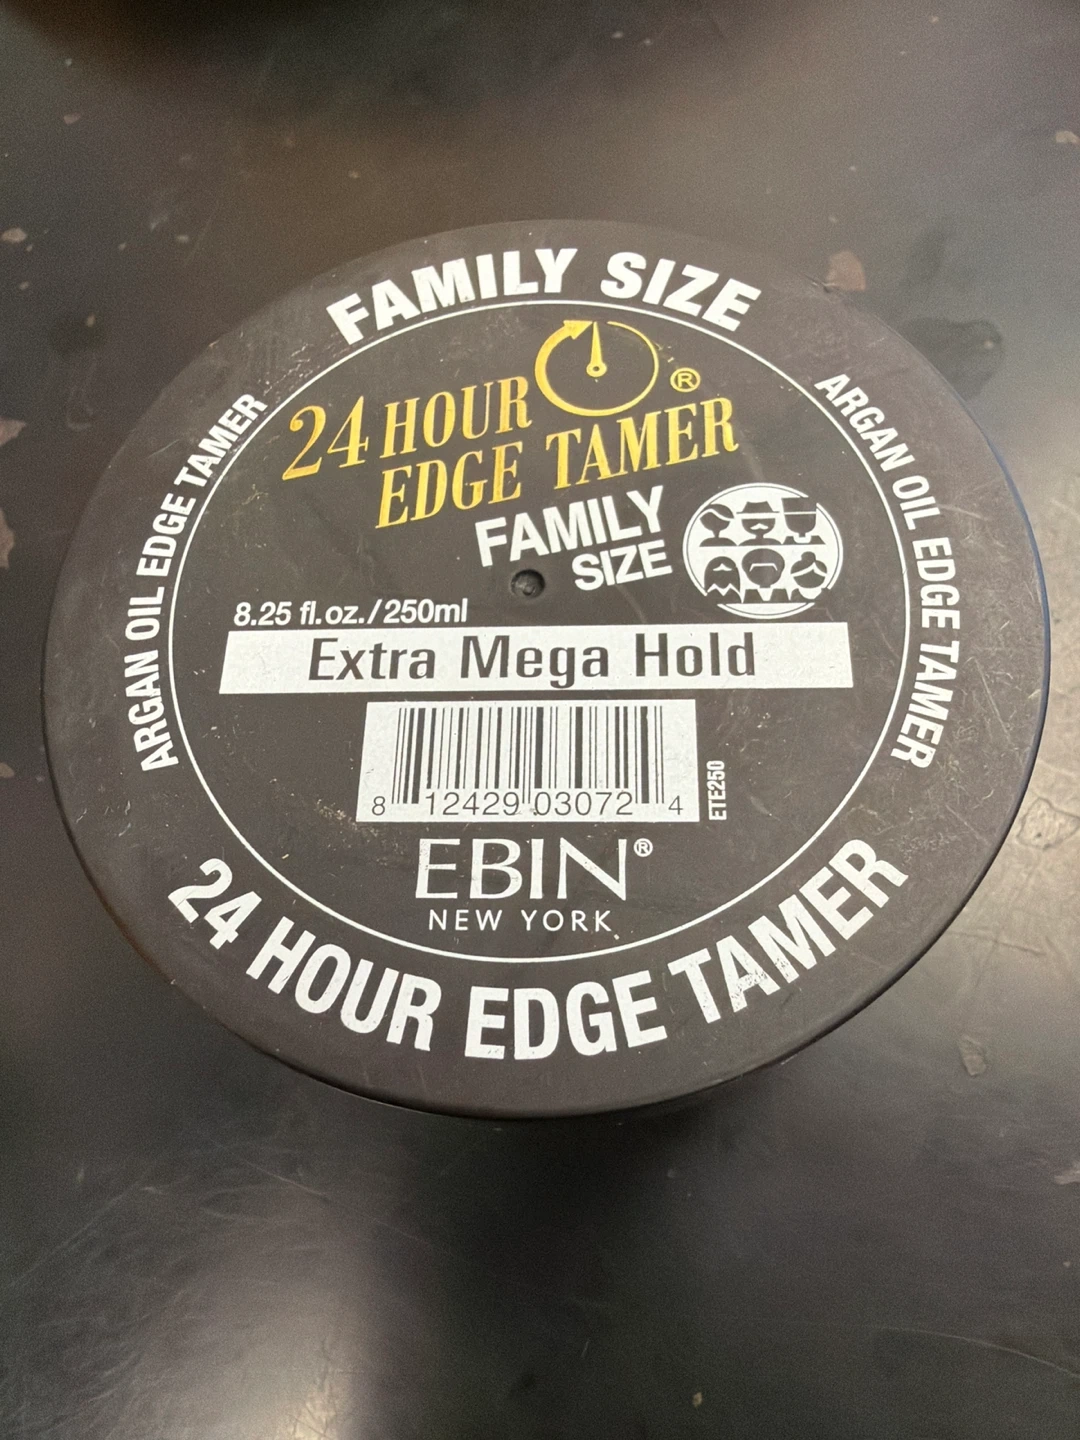 FAMILY SIZE
ARGAN OIL EDGE TAMER
ARGAN OIL EDGE TAMER
24 HOUR
EDGE TAMER®
FAMILY
SIZE
8.25 fl.oz./250ml
Extra Mega Hold
8 12429 03072 4
ETE250
EBIN®
NEW YORK
24 HOUR EDGE TAMER